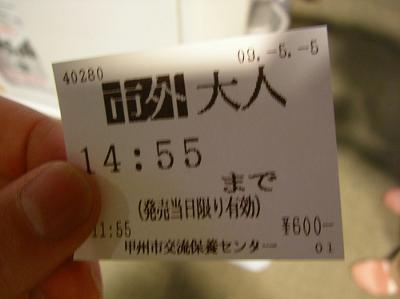 40280 09.-5.-5
市外 大人
14:55
まで
(発売当日限り有効)
11:55 ¥600-
甲州市交流保養センター 01